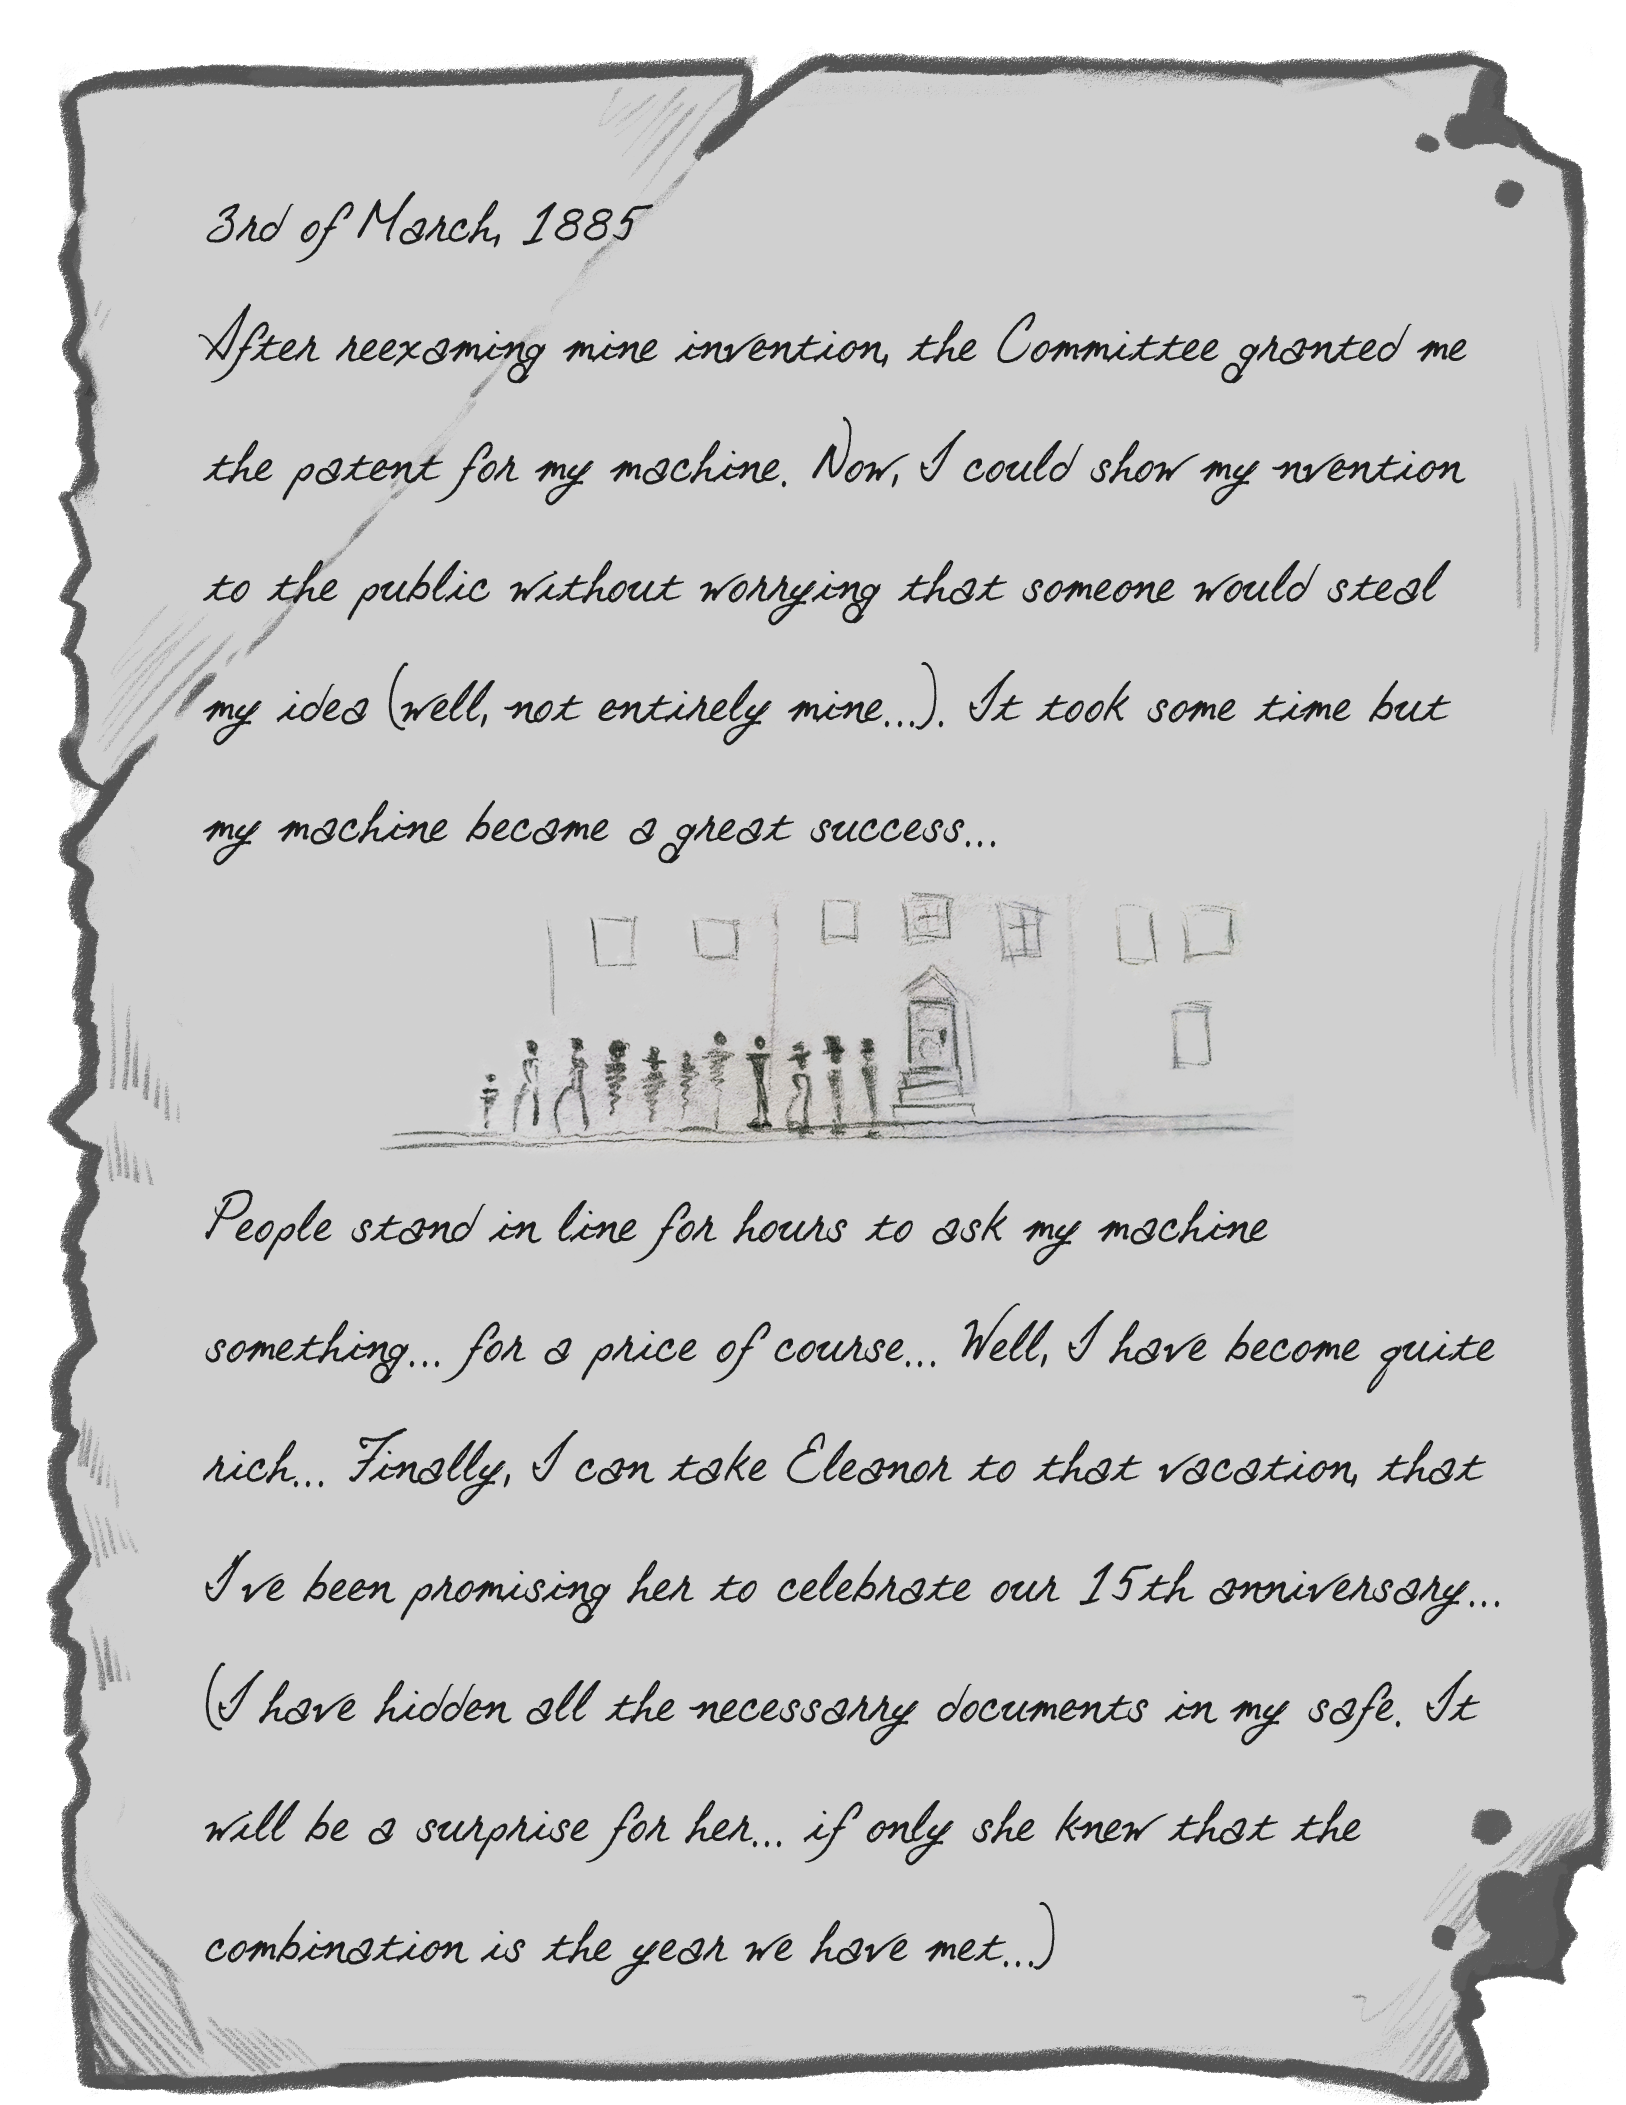 3rd of March, 1885
After reexaming mine invention, the Committee granted me
the patent for my machine. Now, I could show my nvention
to the public without worrying that someone would steal
my idea (well, not entirely mine...). It took some time but
my machine became a great success...
People stand in line for hours to ask my machine
something... for a price of course... Well, I have become quite
rich... Finally, I can take Eleanor to that vacation, that
I've been promising her to celebrate our 15th anniversary...
(I have hidden all the necessarry documents in my safe. It
will be a surprise for her... if only she knew that the
combination is the year we have met...)